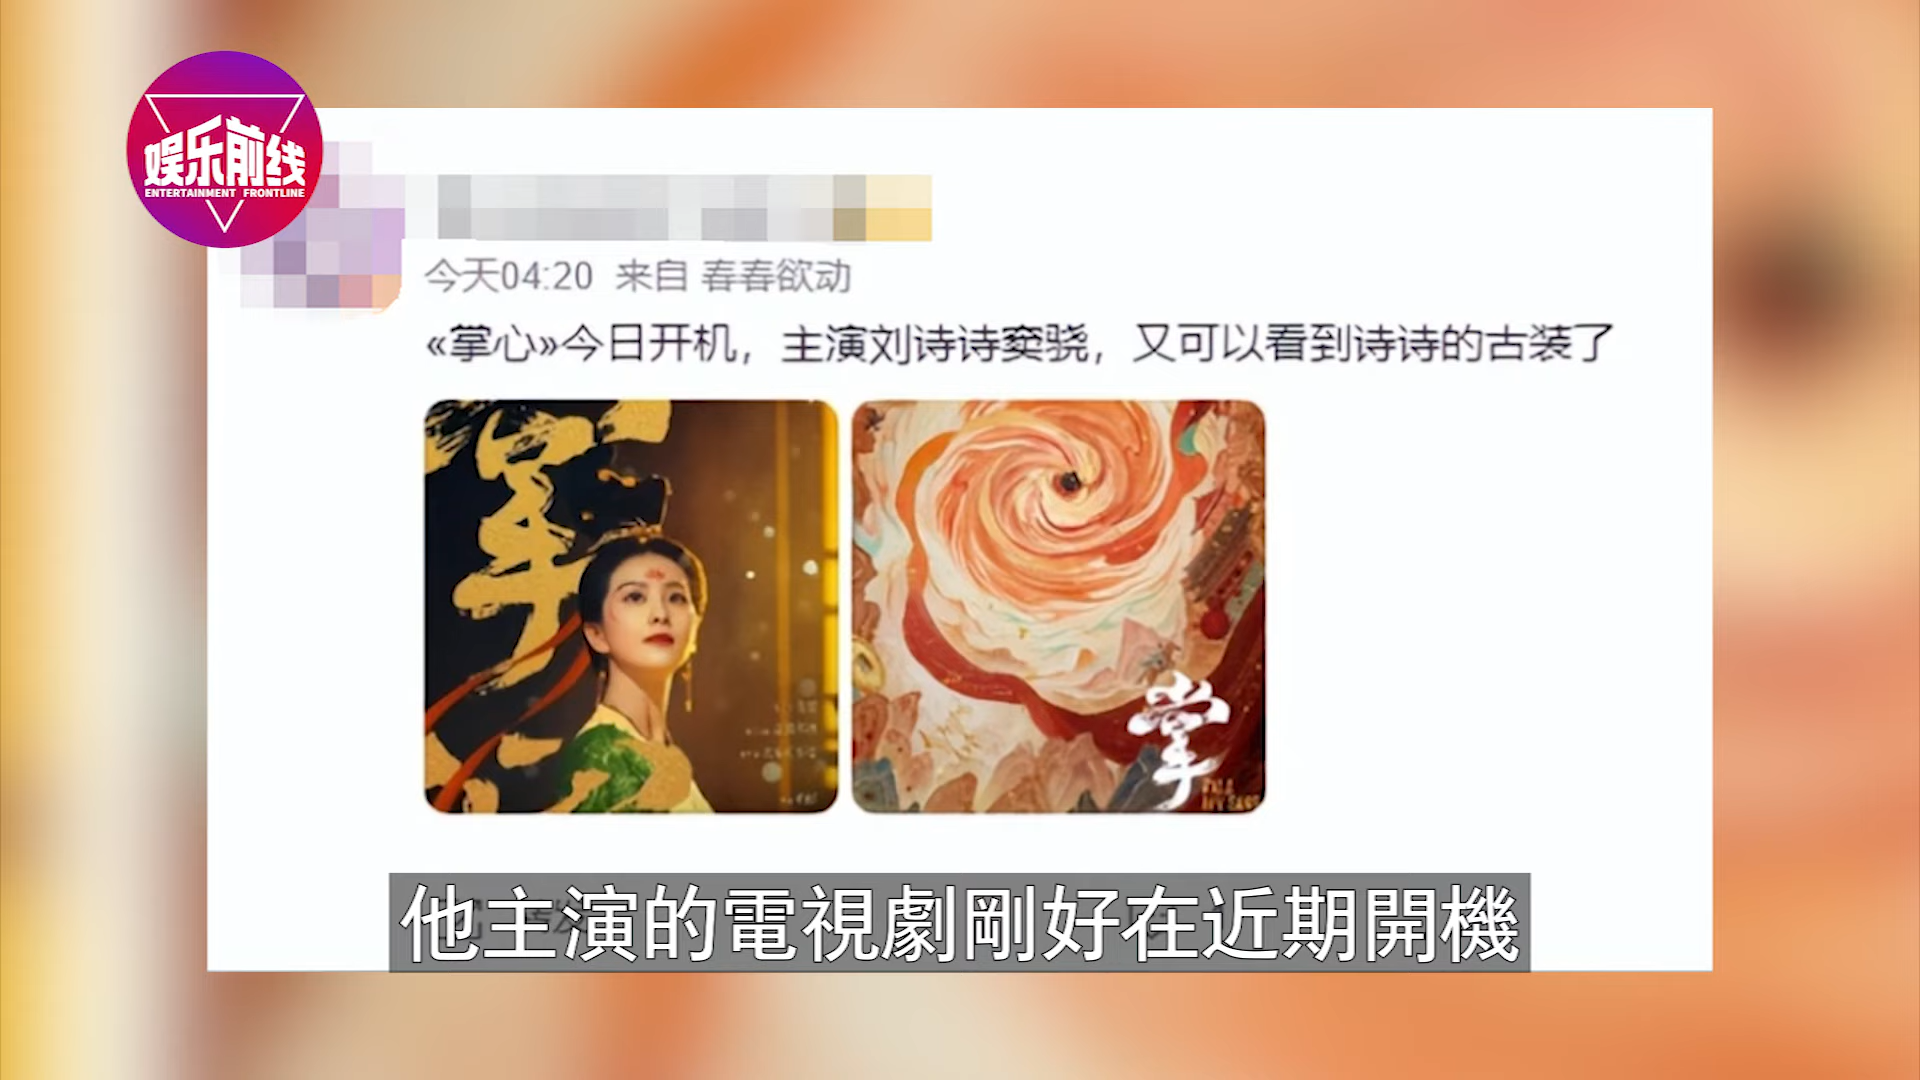 娱乐前线
ENTERTAINMENT FRONTLINE
今天04:20 来自 春春欲动
«掌心»今日开机，主演刘诗诗窦骁，又可以看到诗诗的古装了
掌心
掌
他主演的電視劇剛好在近期開機